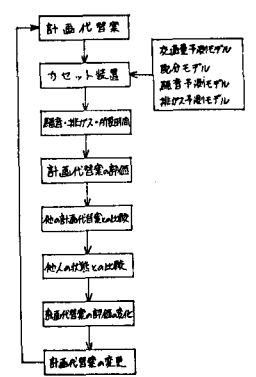 計画代替案
カセット装置
交通量予測モデル
配分モデル
騒音予測モデル
排ガス予測モデル
騒音・排ガス・所要時間
計画代替案の評価
他の計画代替案との比較
他人の状態との比較
計画代替案の評価の変化
計画代替案の変更